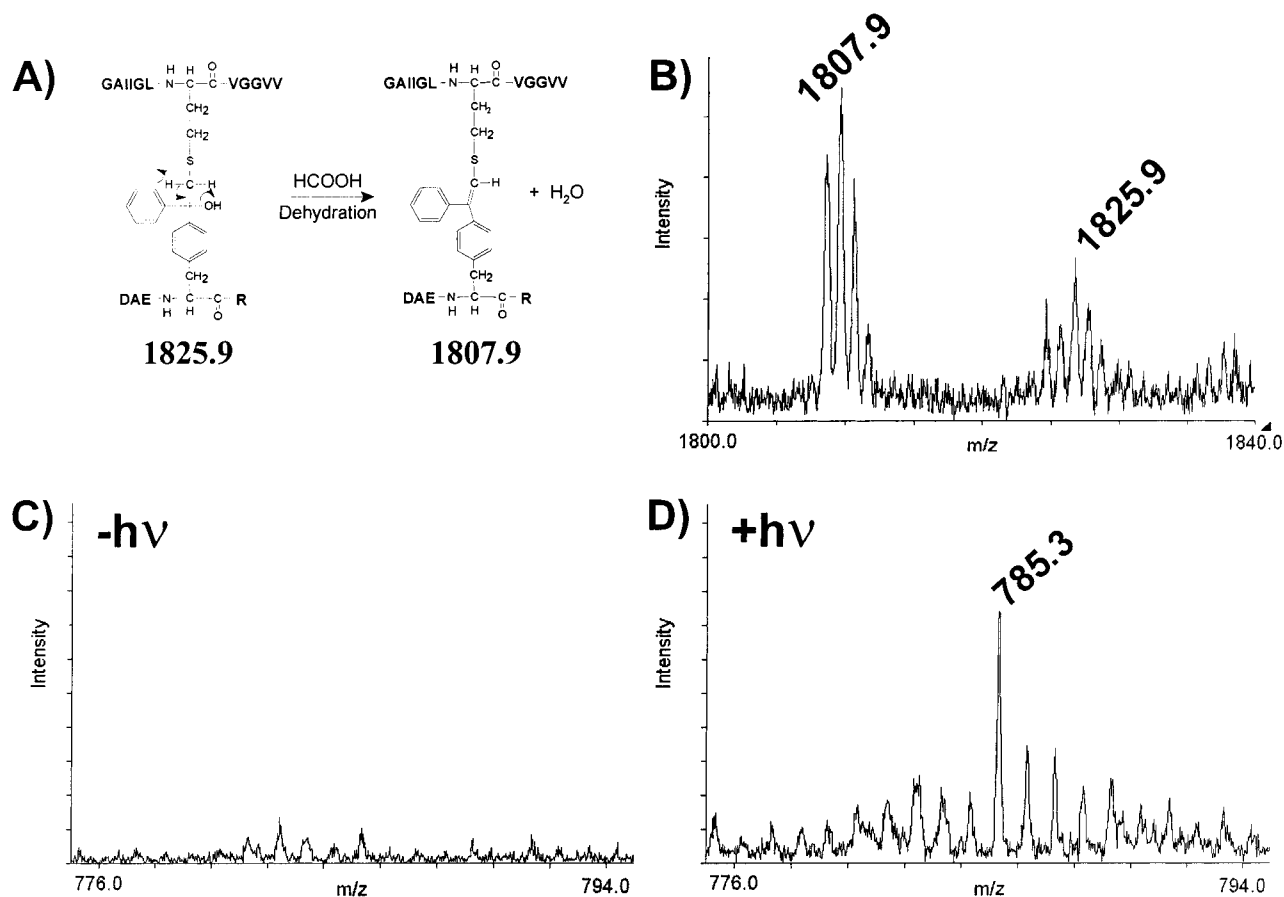 A)
H H O
GAIIGL N C C VGGVV
H
CH2
CH2
S
H C H
OH
CH2
DAE N C C R
H H O
1825.9
HCOOH
Dehydration
H H O
GAIIGL N C C VGGVV
CH2
CH2
S
H
+ H2O
CH2
DAE N C C R
H H O
1807.9
B)
1807.9
1825.9
Intensity
1800.0
m/z
1840.0
C)
-hν
Intensity
776.0
m/z
794.0
D)
+hν
785.3
Intensity
776.0
m/z
794.0